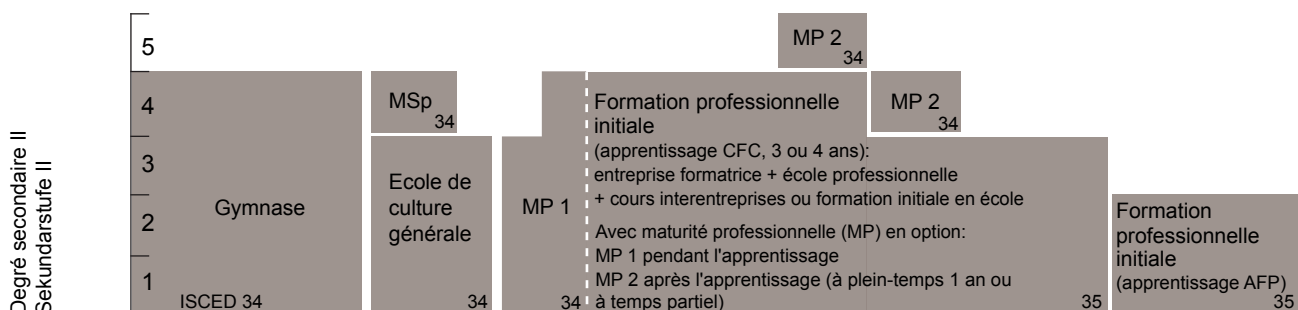 Degré secondaire II
Sekundarstufe II
5
4
3
2
1
Gymnase
ISCED 34
MSp
34
Ecole de
culture
générale
34
MP 1
34
Formation professionnelle
initiale
(apprentissage CFC, 3 ou 4 ans):
entreprise formatrice + école professionnelle
+ cours interentreprises ou formation initiale en école
Avec maturité professionnelle (MP) en option:
MP 1 pendant l'apprentissage
MP 2 après l'apprentissage (à plein-temps 1 an ou
à temps partiel)
35
MP 2
34
MP 2
34
Formation
professionnelle
initiale
(apprentissage AFP)
35